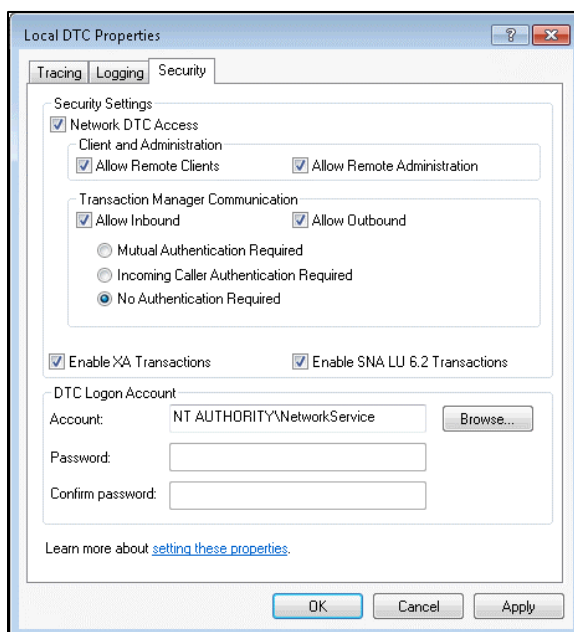 Local DTC Properties
Tracing Logging Security
Security Settings
Network DTC Access
Client and Administration
Allow Remote Clients Allow Remote Administration
Transaction Manager Communication
Allow Inbound Allow Outbound
Mutual Authentication Required
Incoming Caller Authentication Required
No Authentication Required
Enable XA Transactions Enable SNA LU 6.2 Transactions
DTC Logon Account
Account: NT AUTHORITY\NetworkService Browse...
Password:
Confirm password:
Learn more about setting these properties.
OK Cancel Apply